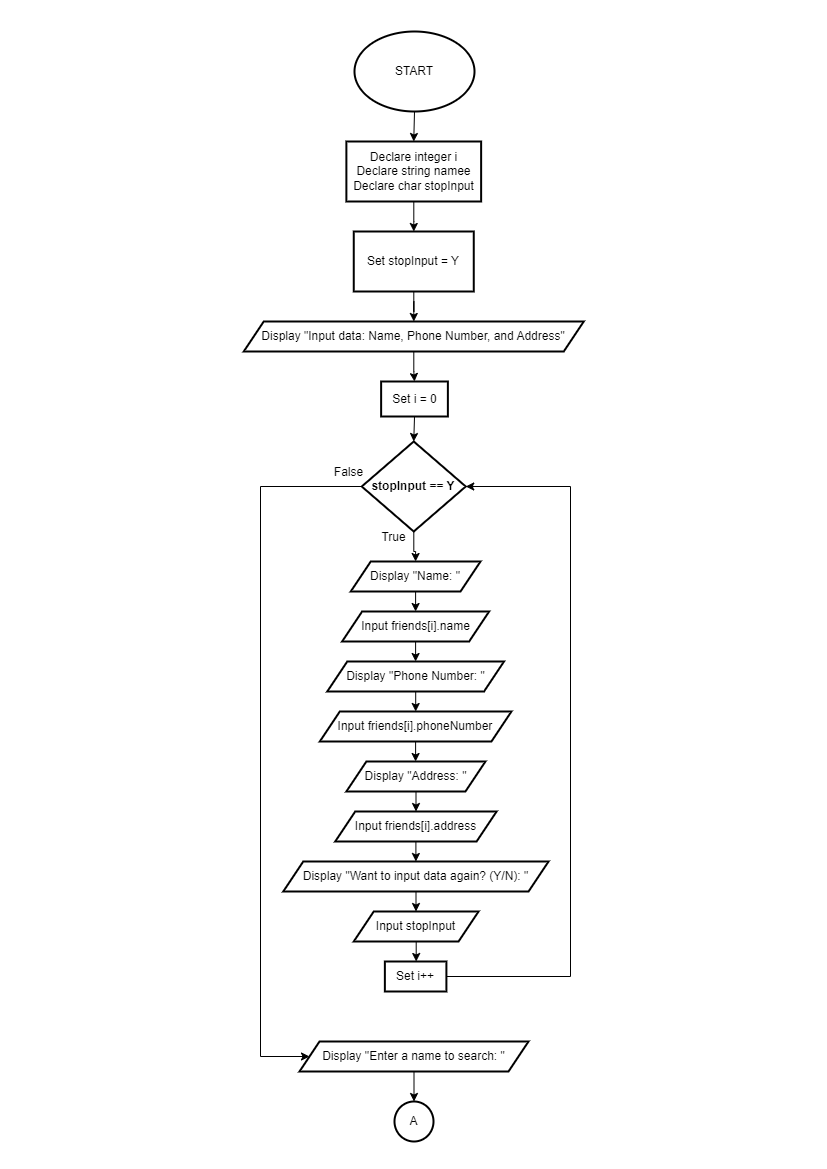 START
Declare integer i
Declare string namee
Declare char stopInput
Set stopInput = Y
Display "Input data: Name, Phone Number, and Address"
Set i = 0
False
stopInput == Y
True
Display "Name: "
Input friends[i].name
Display "Phone Number: "
Input friends[i].phoneNumber
Display "Address: "
Input friends[i].address
Display "Want to input data again? (Y/N): "
Input stopInput
Set i++
Display "Enter a name to search: "
A